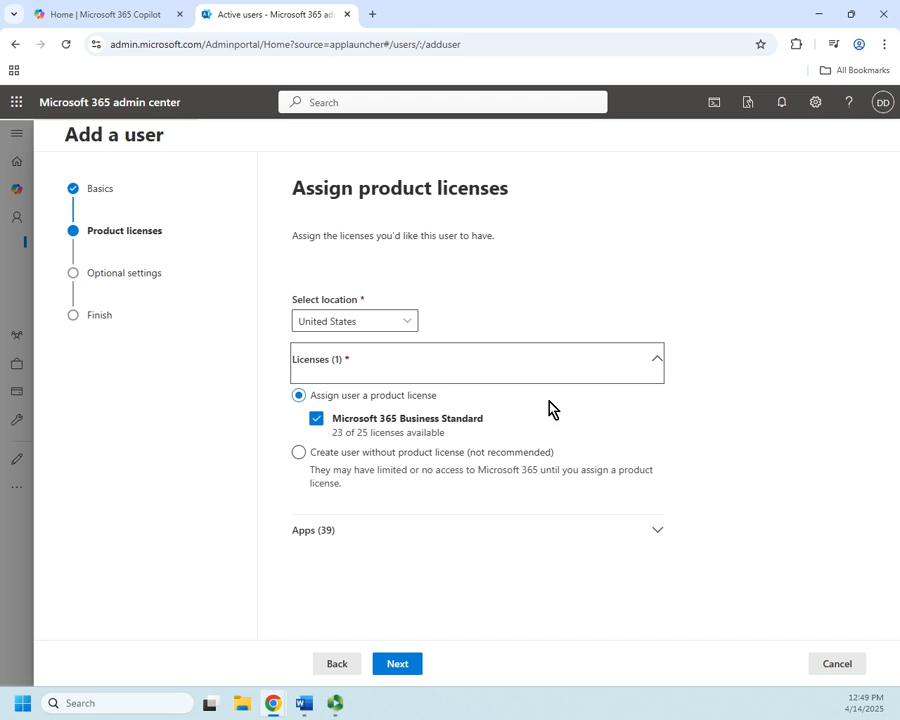 Home | Microsoft 365 Copilot
Active users - Microsoft 365 ad
admin.microsoft.com/Adminportal/Home?source=applauncher#/users/:/adduser
All Bookmarks
Microsoft 365 admin center
Search
DD
Add a user
Basics
Product licenses
Optional settings
Finish
Assign product licenses
Assign the licenses you'd like this user to have.
Select location *
United States
Licenses (1) *
Assign user a product license
Microsoft 365 Business Standard
23 of 25 licenses available
Create user without product license (not recommended)
They may have limited or no access to Microsoft 365 until you assign a product
license.
Apps (39)
Back
Next
Cancel
Search
12:49 PM
4/14/2025